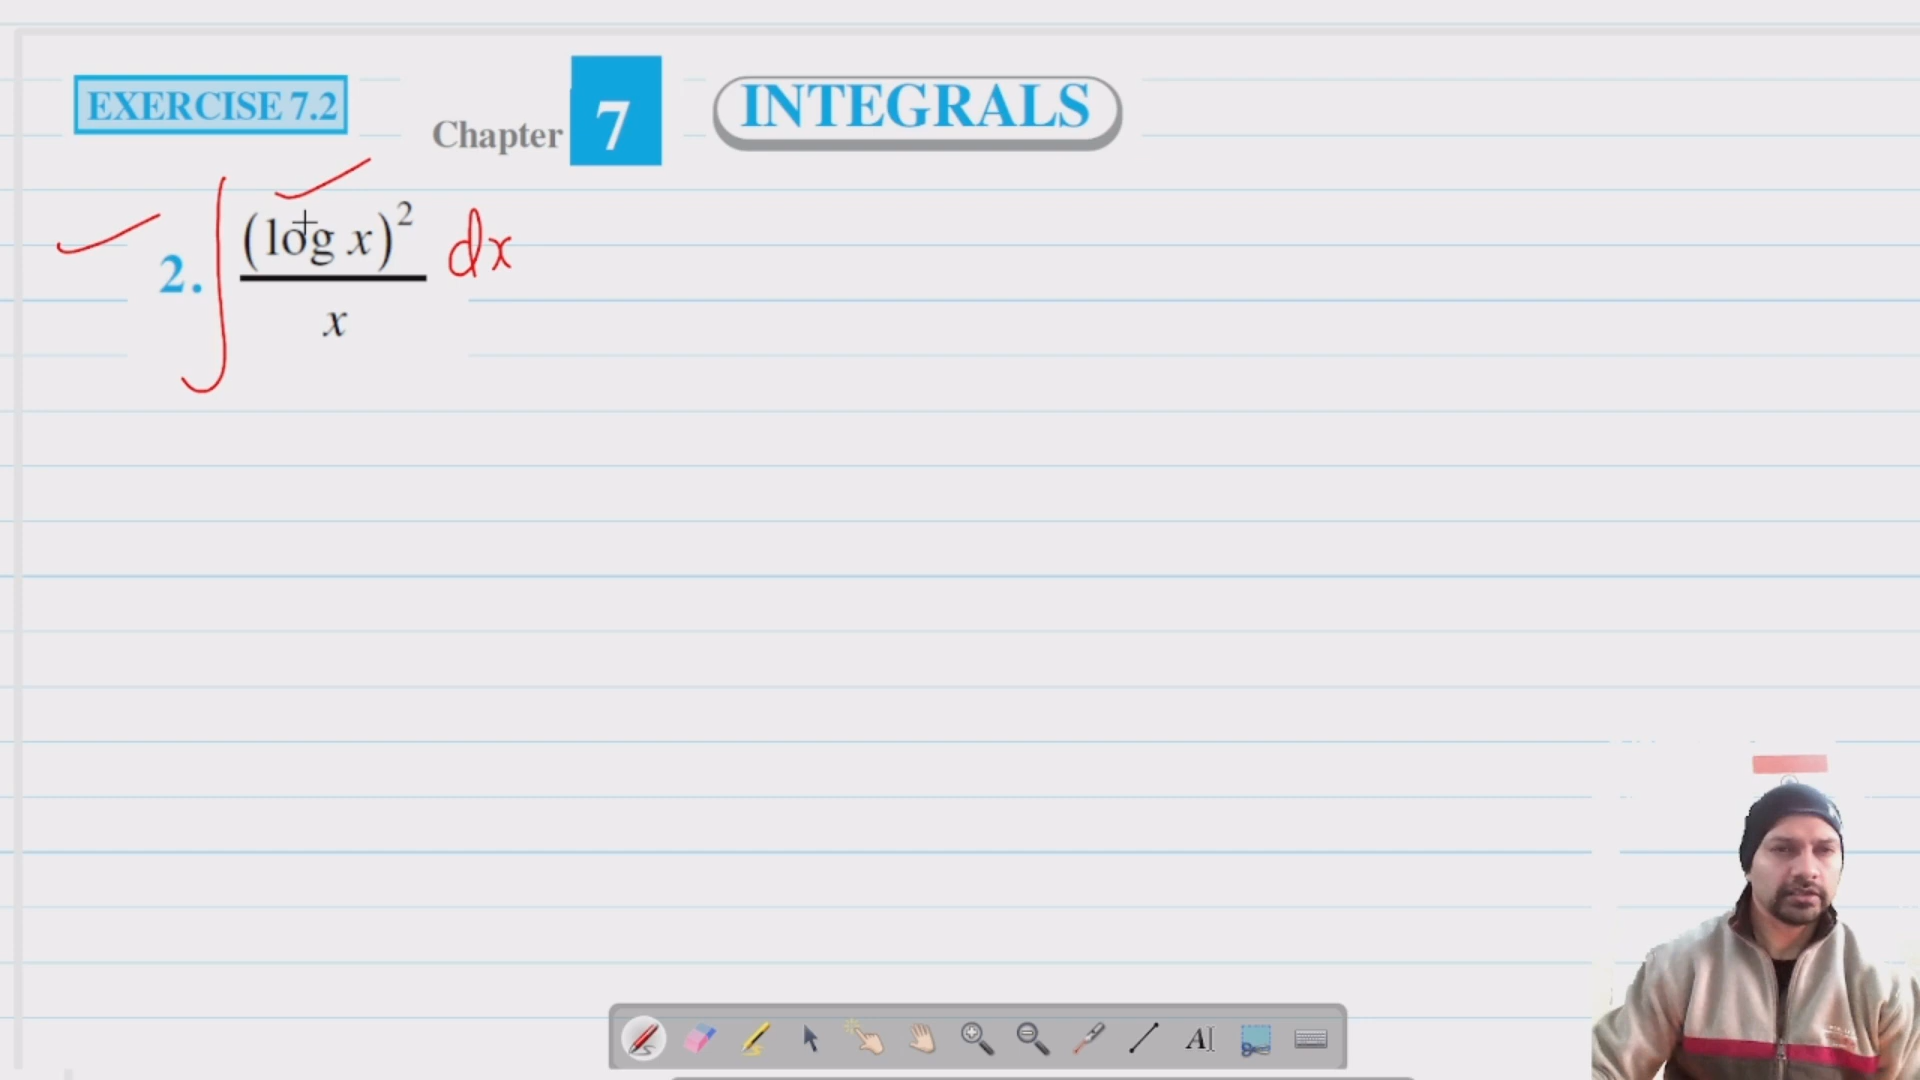 EXERCISE 7.2 Chapter 7 INTEGRALS
2. ∫ (log x)² / x dx